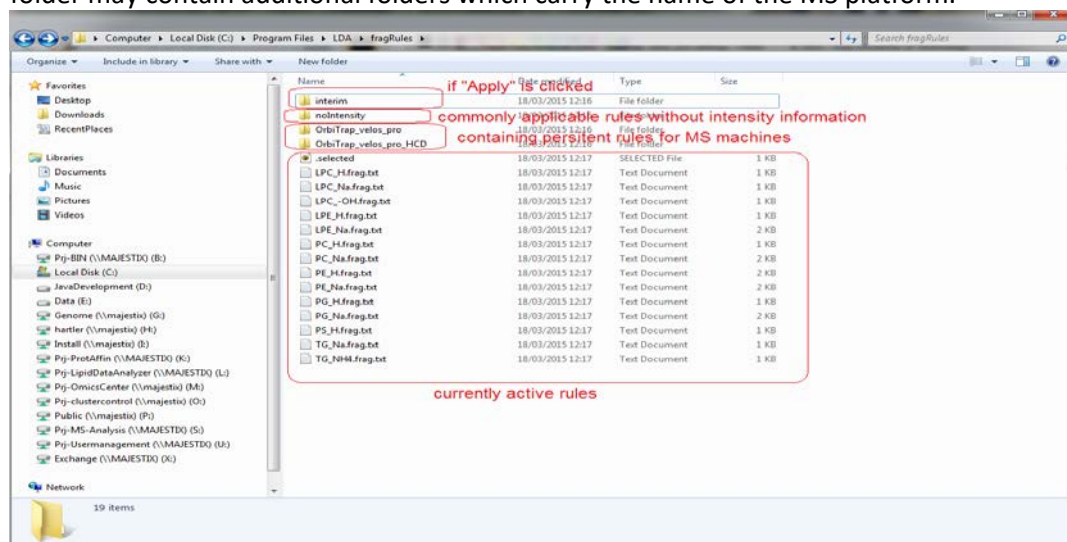 folder may contain additional folders which carry the name of the MS platform.
Computer ▸ Local Disk (C:) ▸ Program Files ▸ LDA ▸ fragRules ▸
Search fragRules
Organize ▾ Include in library ▾ Share with ▾ New folder
Name Date modified Type Size
if "Apply" is clicked
Favorites
Desktop
Downloads
RecentPlaces
Libraries
Documents
Music
Pictures
Videos
Computer
Prj-BIN (\\MAJESTIX) (B:)
Local Disk (C:)
JavaDevelopment (D:)
Data (E:)
Genome (\\majestix) (G:)
hartler (\\majestix) (H:)
Install (\\majestix) (I:)
Prj-ProtAffin (\\MAJESTIX) (K:)
Prj-LipidDataAnalyzer (\\MAJESTIX) (L:)
Prj-OmicsCenter (\\majestix) (M:)
Prj-clustercontrol (\\majestix) (O:)
Public (\\majestix) (P:)
Prj-MS-Analysis (\\MAJESTIX) (S:)
Prj-Usermanagement (\\MAJESTIX) (U:)
Exchange (\\MAJESTIX) (X:)
Network
interim 18/03/2015 12:16 File folder
noIntensity
commonly applicable rules without intensity information
OrbiTrap_velos_pro 18/03/2015 12:16 File folder
containing persitent rules for MS machines
OrbiTrap_velos_pro_HCD 18/03/2015 12:16 File folder
.selected 18/03/2015 12:17 SELECTED File 1 KB
LPC_H.frag.txt 18/03/2015 12:17 Text Document 1 KB
LPC_Na.frag.txt 18/03/2015 12:17 Text Document 1 KB
LPC_-OH.frag.txt 18/03/2015 12:17 Text Document 1 KB
LPE_H.frag.txt 18/03/2015 12:17 Text Document 1 KB
LPE_Na.frag.txt 18/03/2015 12:17 Text Document 2 KB
PC_H.frag.txt 18/03/2015 12:17 Text Document 1 KB
PC_Na.frag.txt 18/03/2015 12:17 Text Document 2 KB
PE_H.frag.txt 18/03/2015 12:17 Text Document 2 KB
PE_Na.frag.txt 18/03/2015 12:17 Text Document 2 KB
PG_H.frag.txt 18/03/2015 12:17 Text Document 1 KB
PG_Na.frag.txt 18/03/2015 12:17 Text Document 2 KB
PS_H.frag.txt 18/03/2015 12:17 Text Document 1 KB
TG_Na.frag.txt 18/03/2015 12:17 Text Document 1 KB
TG_NH4.frag.txt 18/03/2015 12:17 Text Document 1 KB
currently active rules
19 items